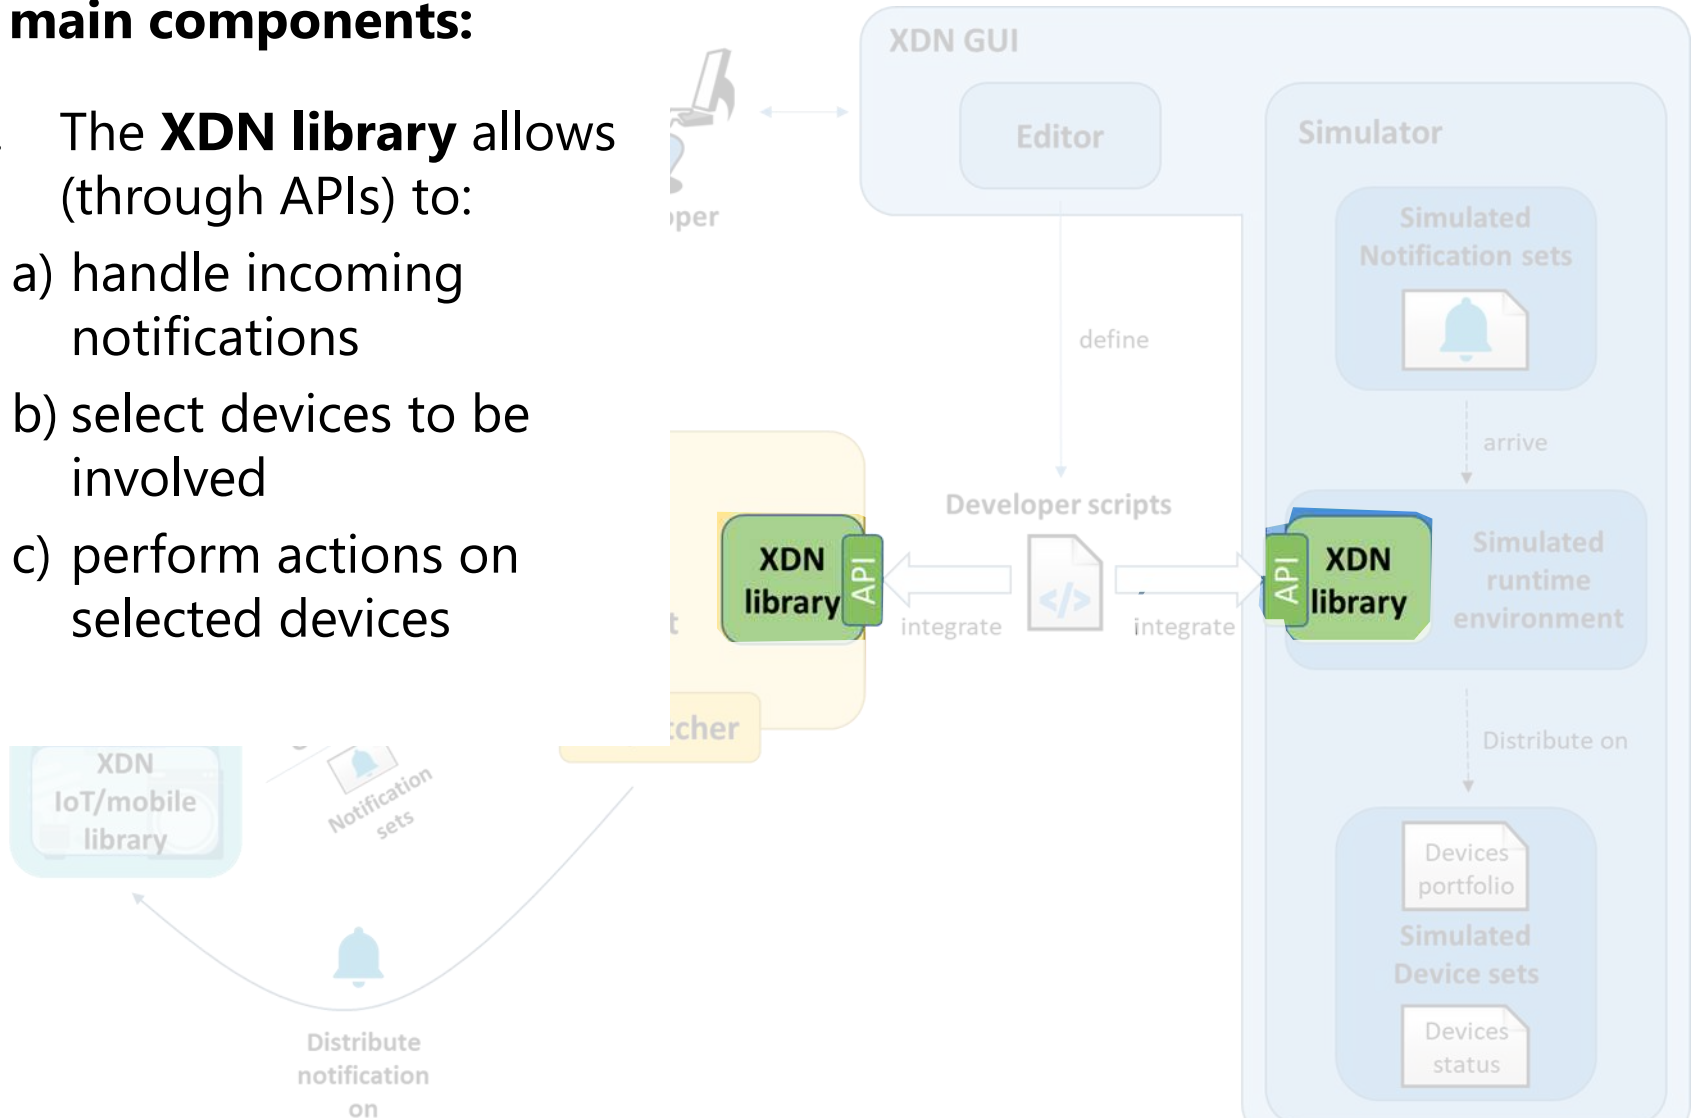 main components:
The XDN library allows
(through APIs) to:
a) handle incoming
notifications
b) select devices to be
involved
c) perform actions on
selected devices
XDN GUI
Editor
Simulator
Simulated
Notification sets
define
arrive
Developer scripts
XDN
library
API
</>
integrate
integrate
API
XDN
library
Simulated
runtime
environment
Distribute on
Devices
portfolio
Simulated
Device sets
Devices
status
XDN
IoT/mobile
library
Notification
sets
Distribute
notification
on